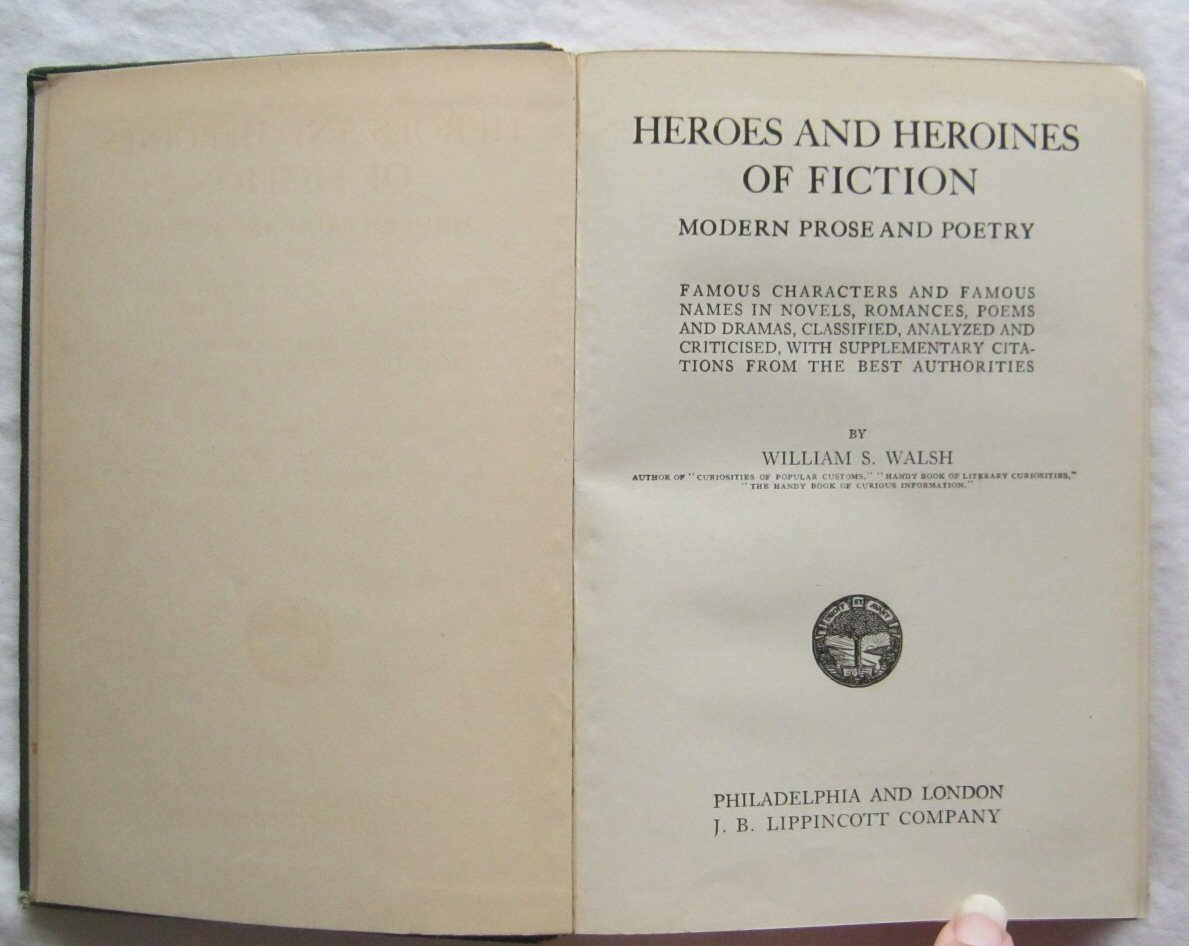 HEROES AND HEROINES
OF FICTION
MODERN PROSE AND POETRY
FAMOUS CHARACTERS AND FAMOUS
NAMES IN NOVELS, ROMANCES, POEMS
AND DRAMAS, CLASSIFIED, ANALYZED AND
CRITICISED, WITH SUPPLEMENTARY CITA-
TIONS FROM THE BEST AUTHORITIES
BY
WILLIAM S. WALSH
AUTHOR OF "CURIOSITIES OF POPULAR CUSTOMS," "HANDY BOOK OF LITERARY CURIOSITIES,"
"THE HANDY BOOK OF CURIOUS INFORMATION."
DROIT ET AVANT
PHILADELPHIA AND LONDON
J. B. LIPPINCOTT COMPANY